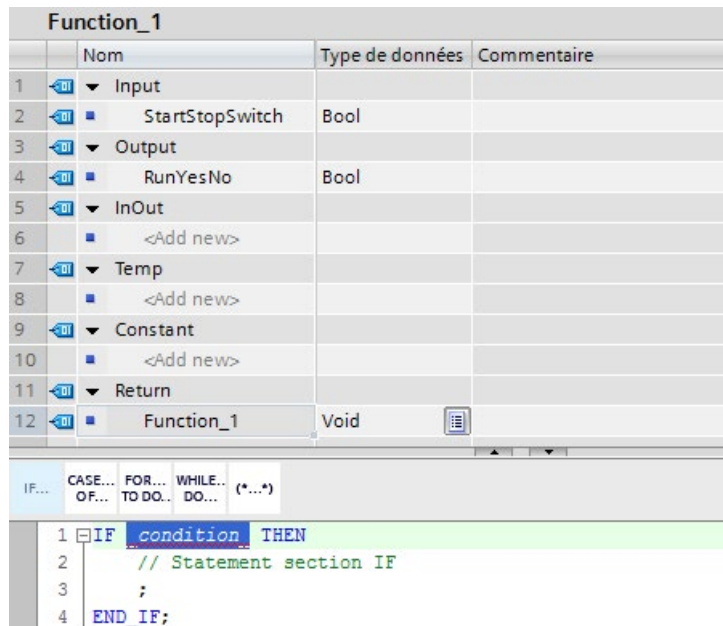 Function_1
Nom Type de données Commentaire
1 Input
2 StartStopSwitch Bool
3 Output
4 RunYesNo Bool
5 InOut
6 <Add new>
7 Temp
8 <Add new>
9 Constant
10 <Add new>
11 Return
12 Function_1 Void
IF... CASE... OF... FOR... TO DO... WHILE.. DO... (*...*)
1 IF condition THEN
2 // Statement section IF
3 ;
4 END_IF;